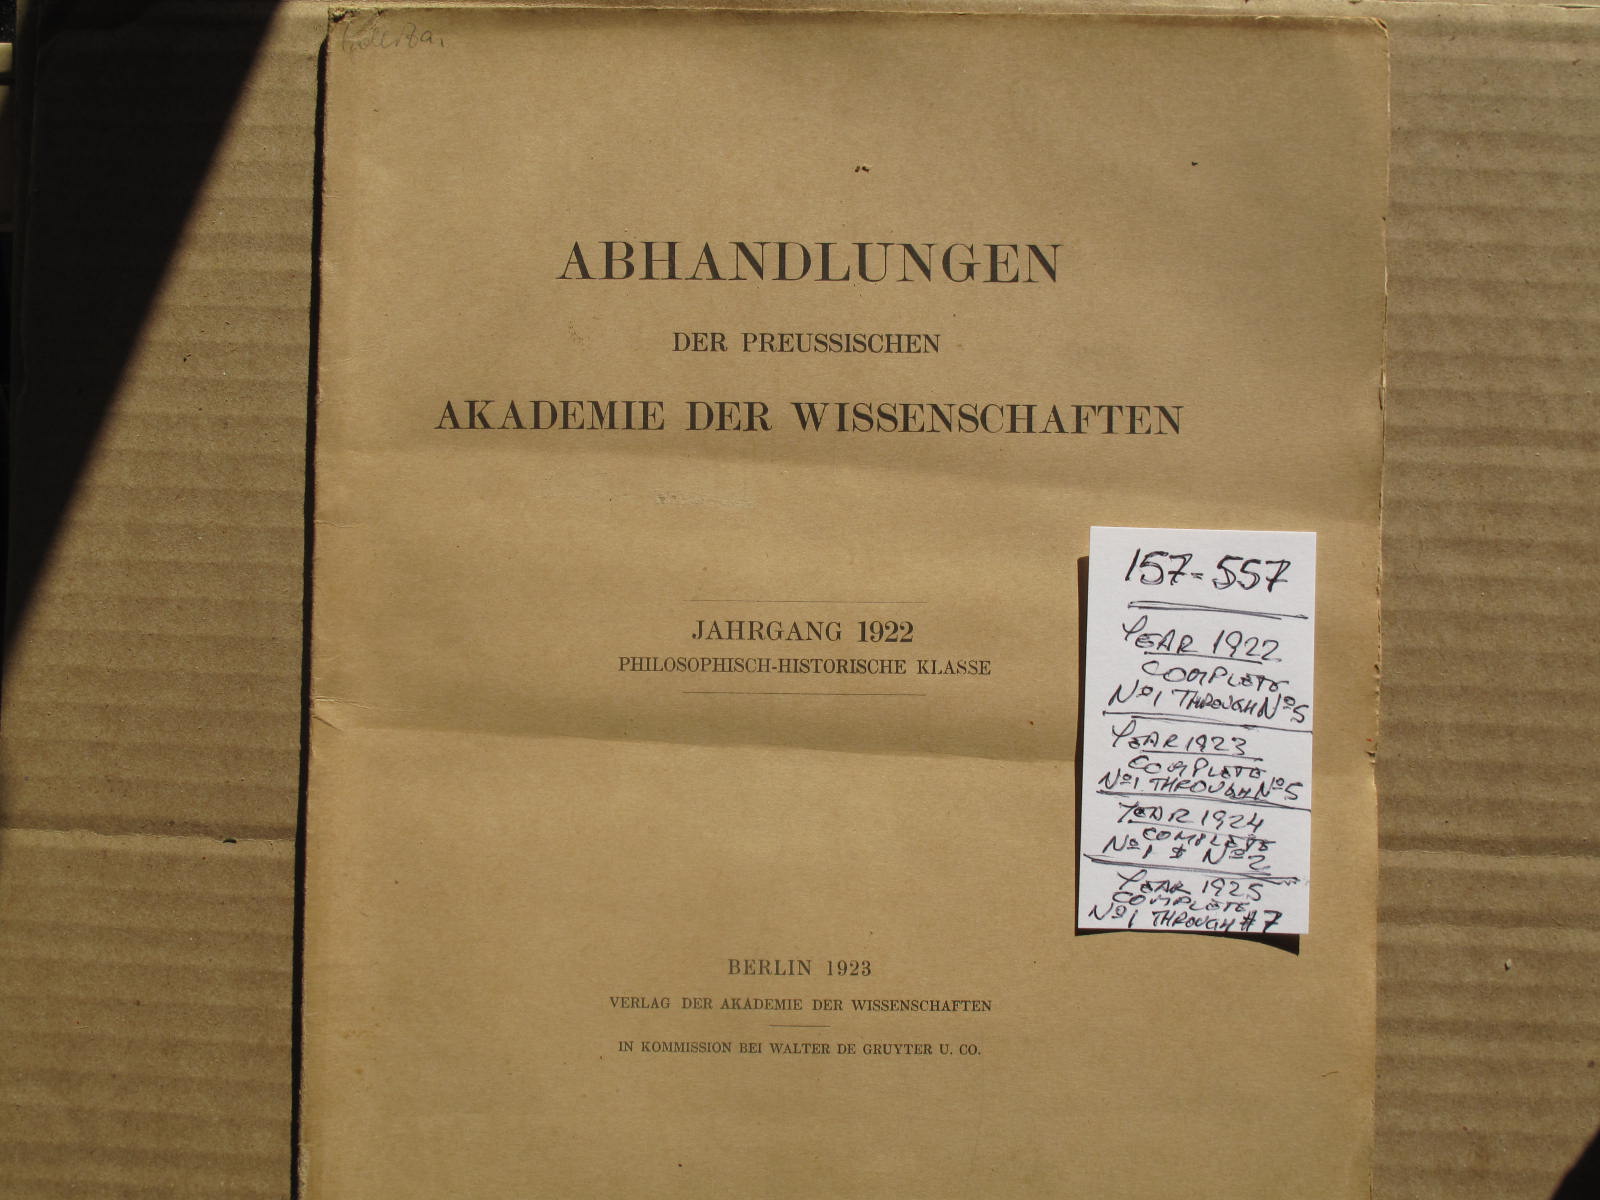 ABHANDLUNGEN
DER PREUSSISCHEN
AKADEMIE DER WISSENSCHAFTEN
JAHRGANG 1922
PHILOSOPHISCH-HISTORISCHE KLASSE
BERLIN 1923
VERLAG DER AKADEMIE DER WISSENSCHAFTEN
IN KOMMISSION BEI WALTER DE GRUYTER U. CO.
157-557
YEAR 1922
COMPLETE
Nº1 THROUGH Nº5
YEAR 1923
COMPLETE
Nº1 THROUGH Nº5
YEAR 1924
COMPLETE
Nº1 & Nº2
YEAR 1925
COMPLETE
Nº1 THROUGH #7